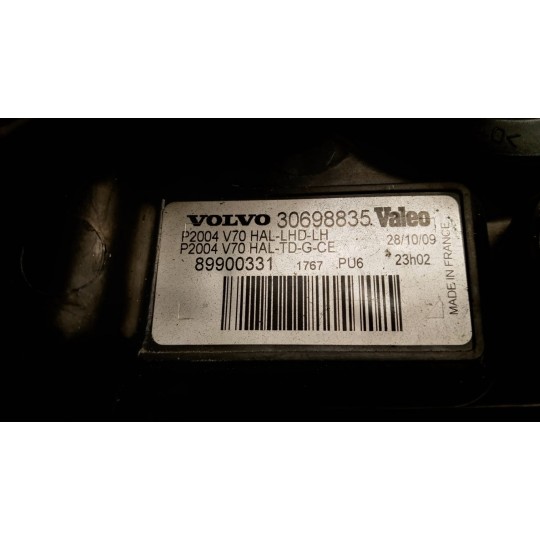 VOLVO 30698835 Valeo
P2004 V70 HAL-LHD-LH 28/10/09
P2004 V70 HAL-TD-G-CE 23h02
89900331 1767 PU6
MADE IN FRANCE